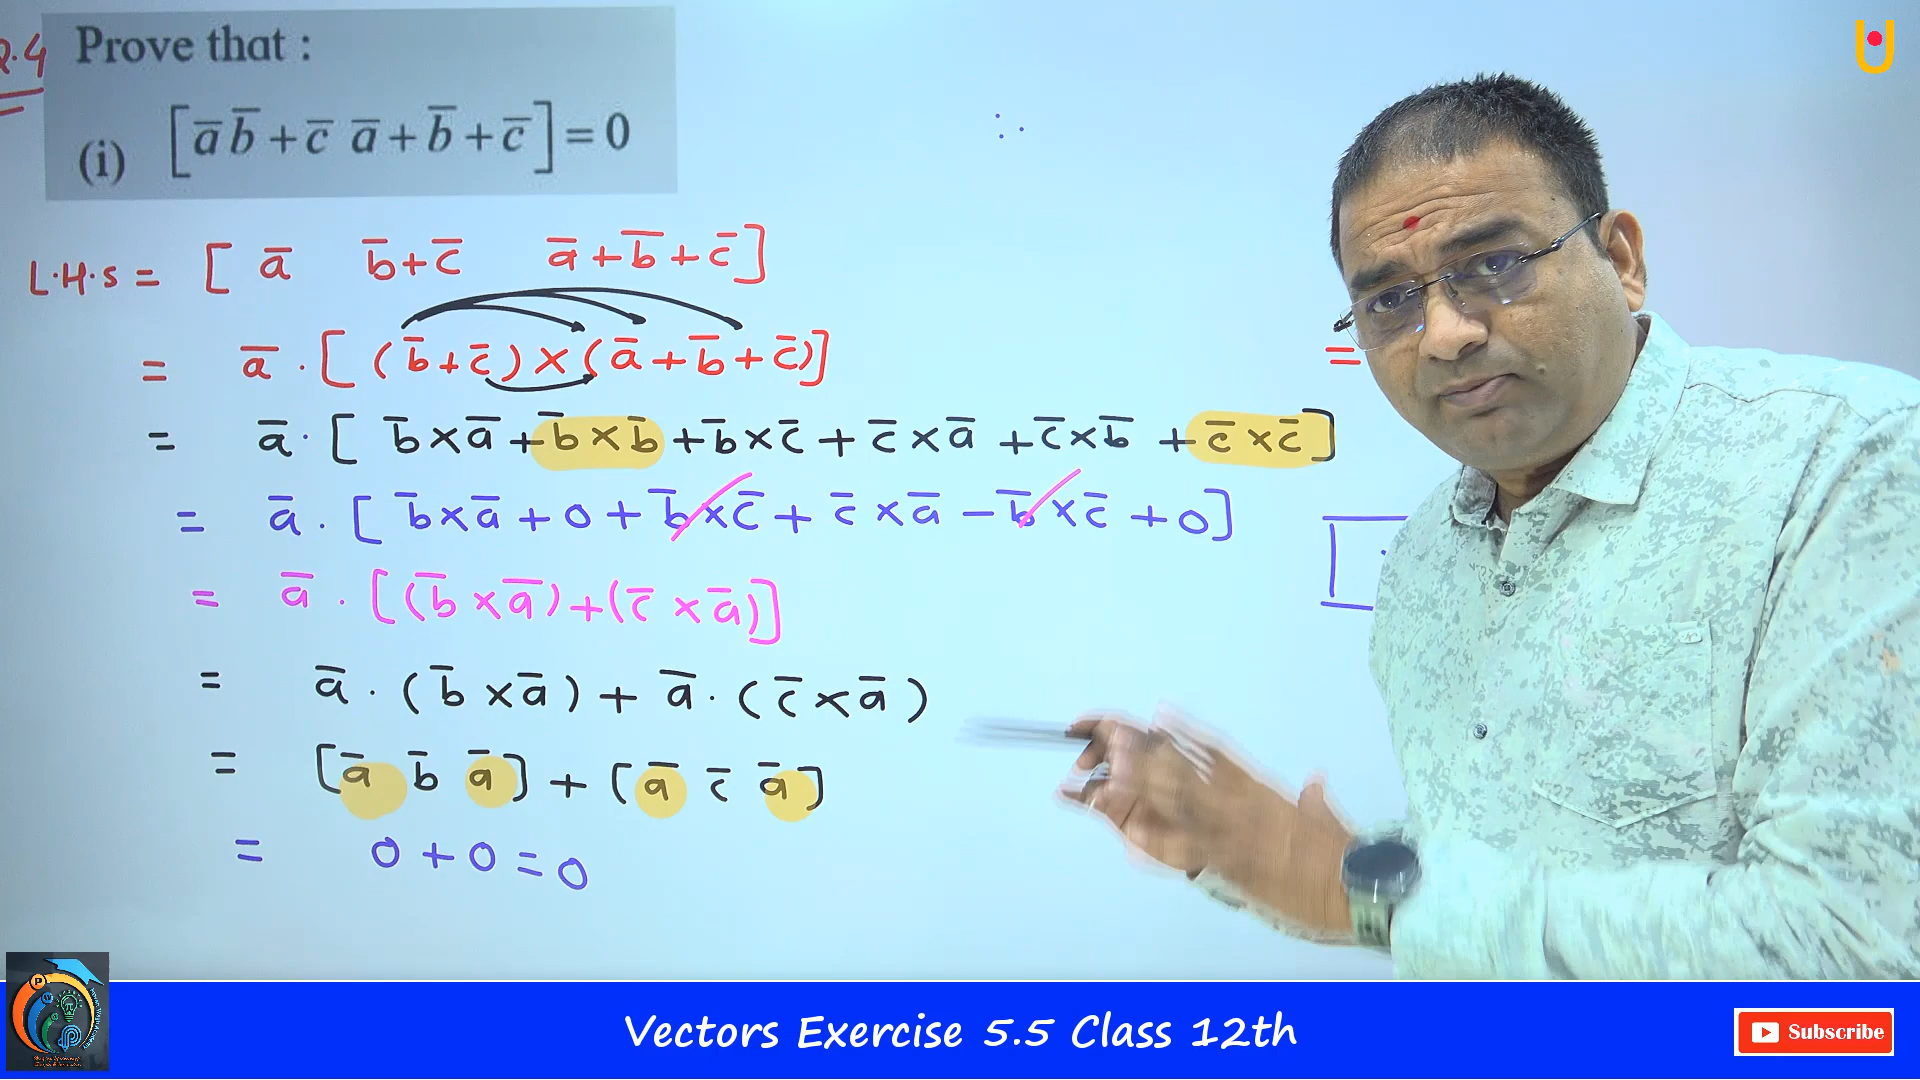 Q.4
Prove that :
(i) [a̅ b̅ + c̅ a̅ + b̅ + c̅] = 0
L.H.S = [ a̅ b̅+c̅ a̅+b̅+c̅ ]
= a̅ · [ (b̅+c̅) × (a̅+b̅+c̅)]
=
= a̅ · [ b̅×a̅ + b̅×b̅ + b̅×c̅ + c̅×a̅ + c̅×b̅ + c̅×c̅ ]
= a̅ · [ b̅×a̅ + 0 + b̅×c̅ + c̅×a̅ − b̅×c̅ + 0 ]
= a̅ · [(b̅×a̅)+(c̅×a̅)]
= a̅ · (b̅×a̅) + a̅ · (c̅×a̅)
= [a̅ b̅ a̅] + [a̅ c̅ a̅]
= 0 + 0 = 0
Vectors Exercise 5.5 Class 12th
Subscribe